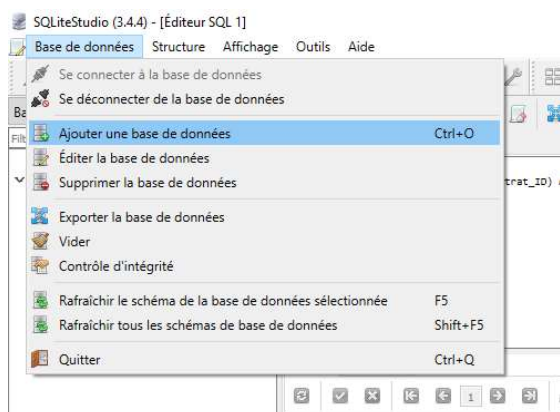 SQLiteStudio (3.4.4) - [Éditeur SQL 1]
Base de données Structure Affichage Outils Aide
Se connecter à la base de données
Se déconnecter de la base de données
Ba
Ajouter une base de données Ctrl+O
Filt
Éditer la base de données
Supprimer la base de données
trat_ID)
Exporter la base de données
Vider
Contrôle d'intégrité
Rafraîchir le schéma de la base de données sélectionnée F5
Rafraîchir tous les schémas de base de données Shift+F5
Quitter Ctrl+Q
1